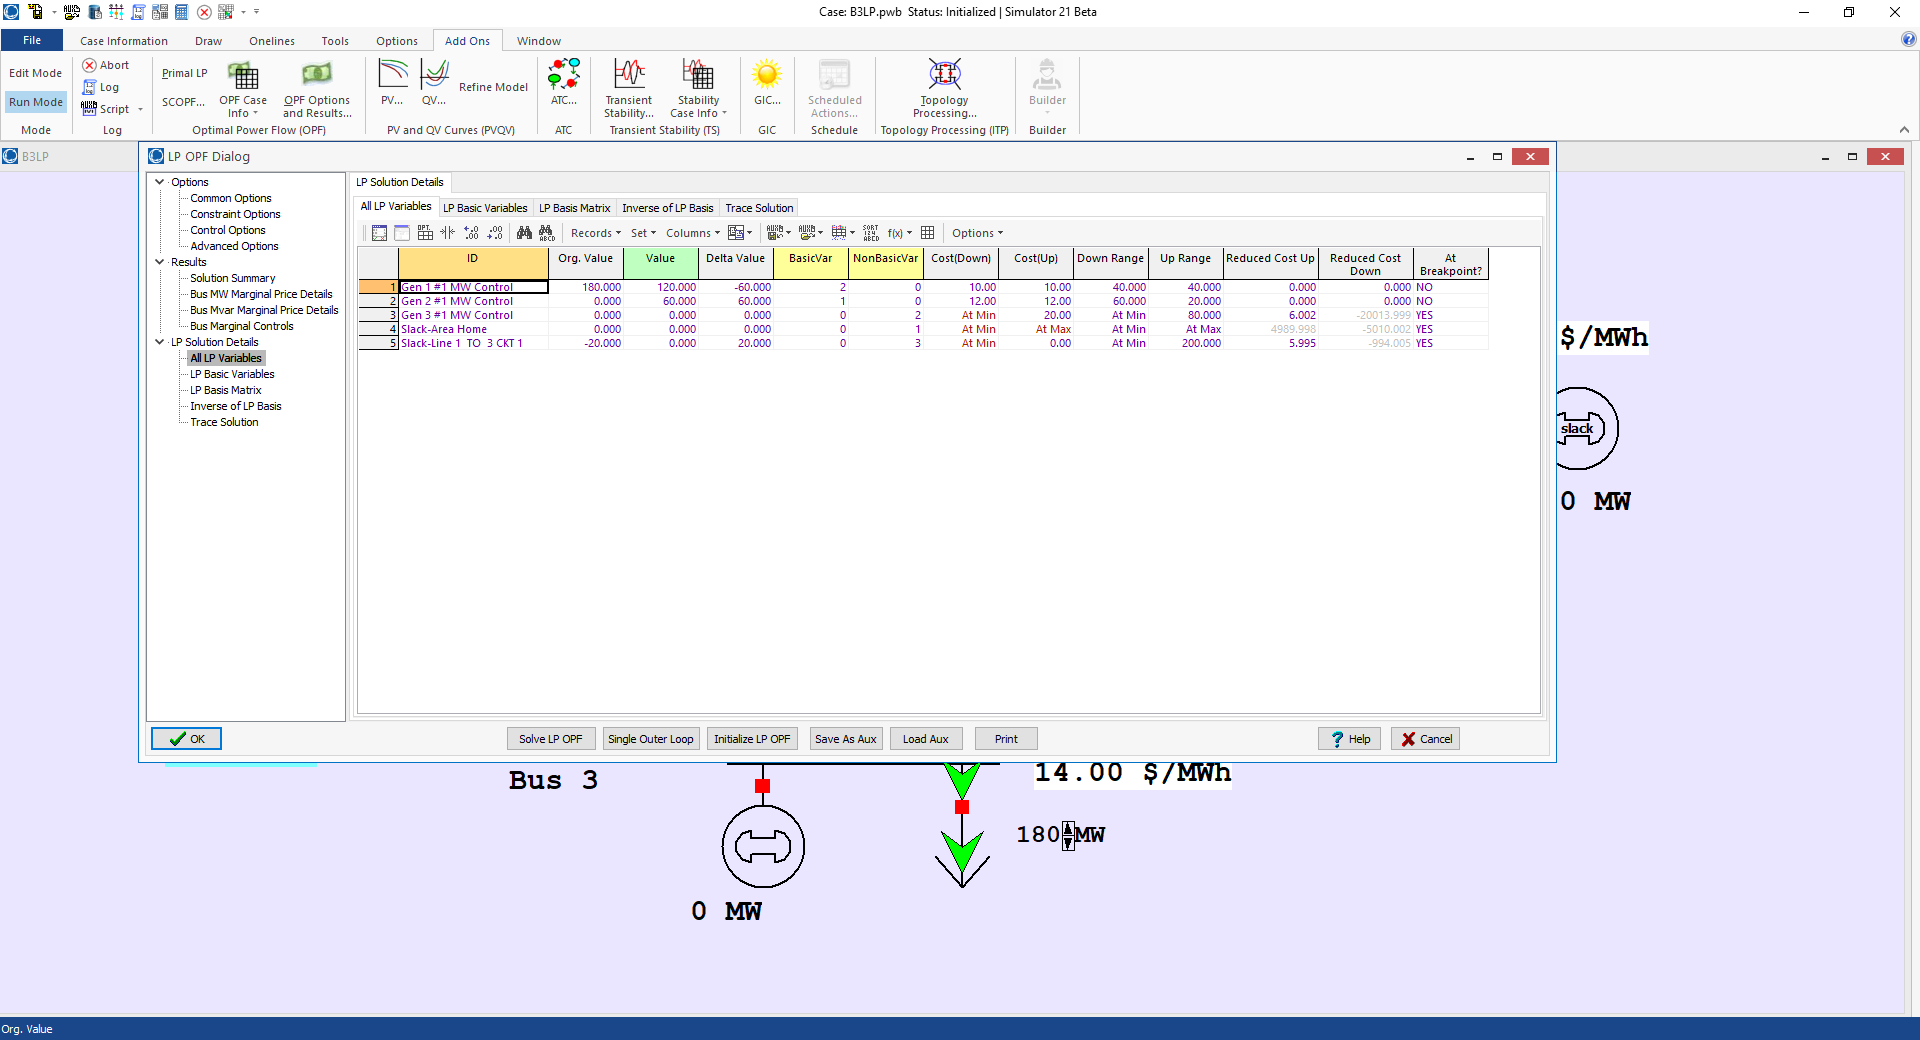 Case: B3LP.pwb Status: Initialized | Simulator 21 Beta
File Case Information Draw Onelines Tools Options Add Ons Window
Edit Mode
Run Mode
Mode
Abort
Log
Script
Log
Primal LP
SCOPF...
OPF Case
Info
OPF Options
and Results...
Optimal Power Flow (OPF)
PV... QV... Refine Model
PV and QV Curves (PVQV)
ATC...
ATC
Transient
Stability...
Stability
Case Info
Transient Stability (TS)
GIC...
GIC
Scheduled
Actions...
Schedule
Topology
Processing...
Topology Processing (ITP)
Builder
Builder
B3LP
LP OPF Dialog
Options
Common Options
Constraint Options
Control Options
Advanced Options
Results
Solution Summary
Bus MW Marginal Price Details
Bus Mvar Marginal Price Details
Bus Marginal Controls
LP Solution Details
All LP Variables
LP Basic Variables
LP Basis Matrix
Inverse of LP Basis
Trace Solution
LP Solution Details
All LP Variables LP Basic Variables LP Basis Matrix Inverse of LP Basis Trace Solution
Records Set Columns f(x) Options
ID Org. Value Value Delta Value BasicVar NonBasicVar Cost(Down) Cost(Up) Down Range Up Range Reduced Cost Up Reduced Cost Down At Breakpoint?
1 Gen 1 #1 MW Control 180.000 120.000 -60.000 2 0 10.00 10.00 40.000 40.000 0.000 0.000 NO
2 Gen 2 #1 MW Control 0.000 60.000 60.000 1 0 12.00 12.00 60.000 20.000 0.000 0.000 NO
3 Gen 3 #1 MW Control 0.000 0.000 0.000 0 2 At Min 20.00 At Min 80.000 6.002 -20013.999 YES
4 Slack-Area Home 0.000 0.000 0.000 0 1 At Min At Max At Min At Max 4989.998 -5010.002 YES
5 Slack-Line 1 TO 3 CKT 1 -20.000 0.000 20.000 0 3 At Min 0.00 At Min 200.000 5.995 -994.005 YES
OK Solve LP OPF Single Outer Loop Initialize LP OPF Save As Aux Load Aux Print Help Cancel
$/MWh
slack
0 MW
Bus 3
14.00 $/MWh
180 MW
0 MW
Org. Value